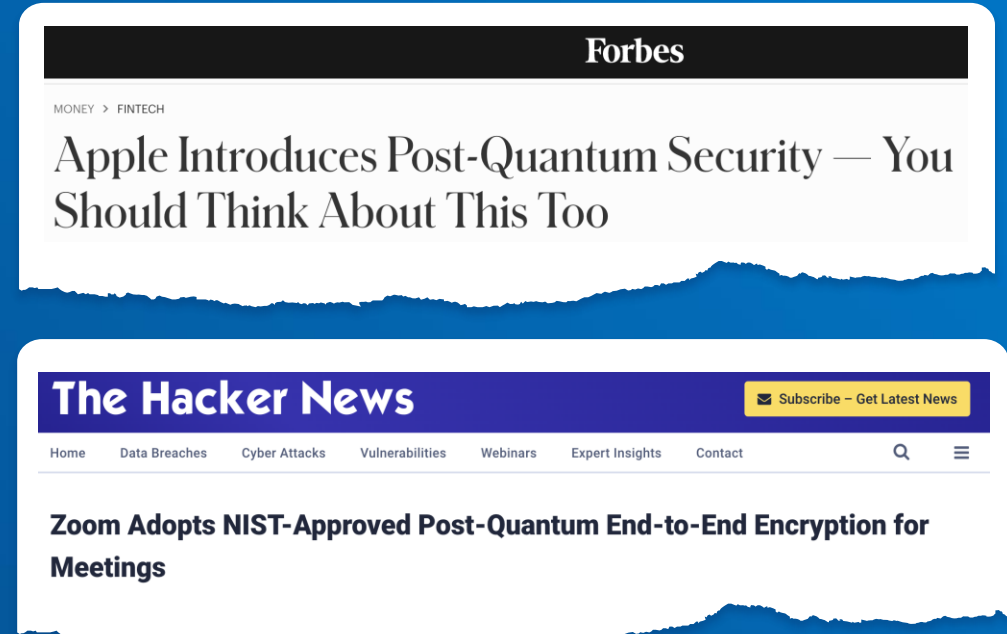 Forbes
MONEY > FINTECH
Apple Introduces Post-Quantum Security — You
Should Think About This Too
The Hacker News
Subscribe – Get Latest News
Home Data Breaches Cyber Attacks Vulnerabilities Webinars Expert Insights Contact
Zoom Adopts NIST-Approved Post-Quantum End-to-End Encryption for
Meetings